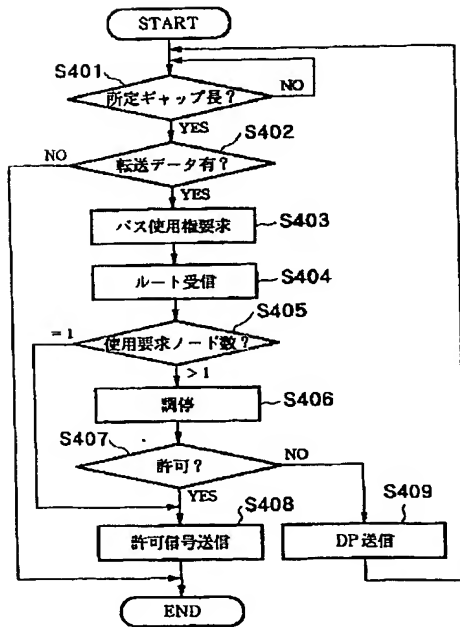 START
S401
所定ギャップ長?
NO
YES
S402
NO
転送データ有?
YES
バス使用権要求
S403
ルート受信
S404
S405
= 1
使用要求ノード数?
> 1
調停
S406
S407
許可?
NO
YES
S408
S409
許可信号送信
DP送信
END